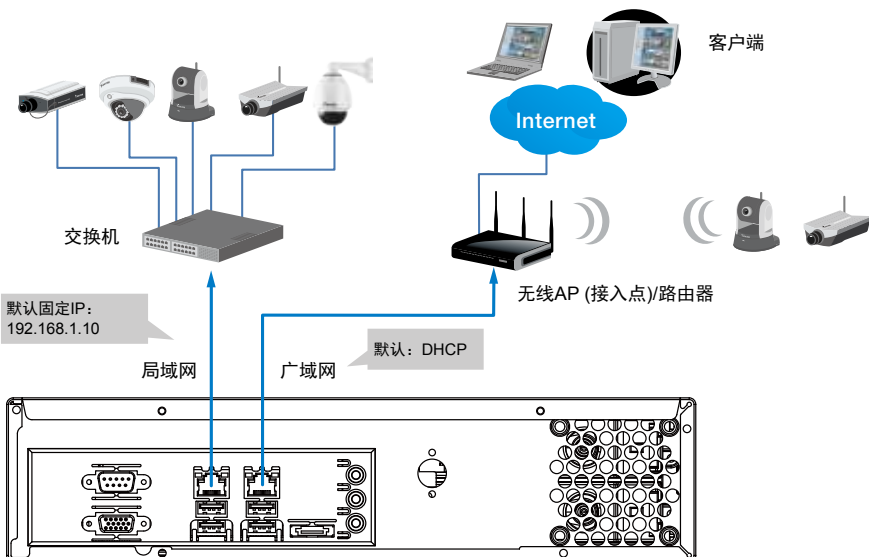 客户端
Internet
交换机
无线AP (接入点)/路由器
默认固定IP：
192.168.1.10
默认：DHCP
局域网
广域网